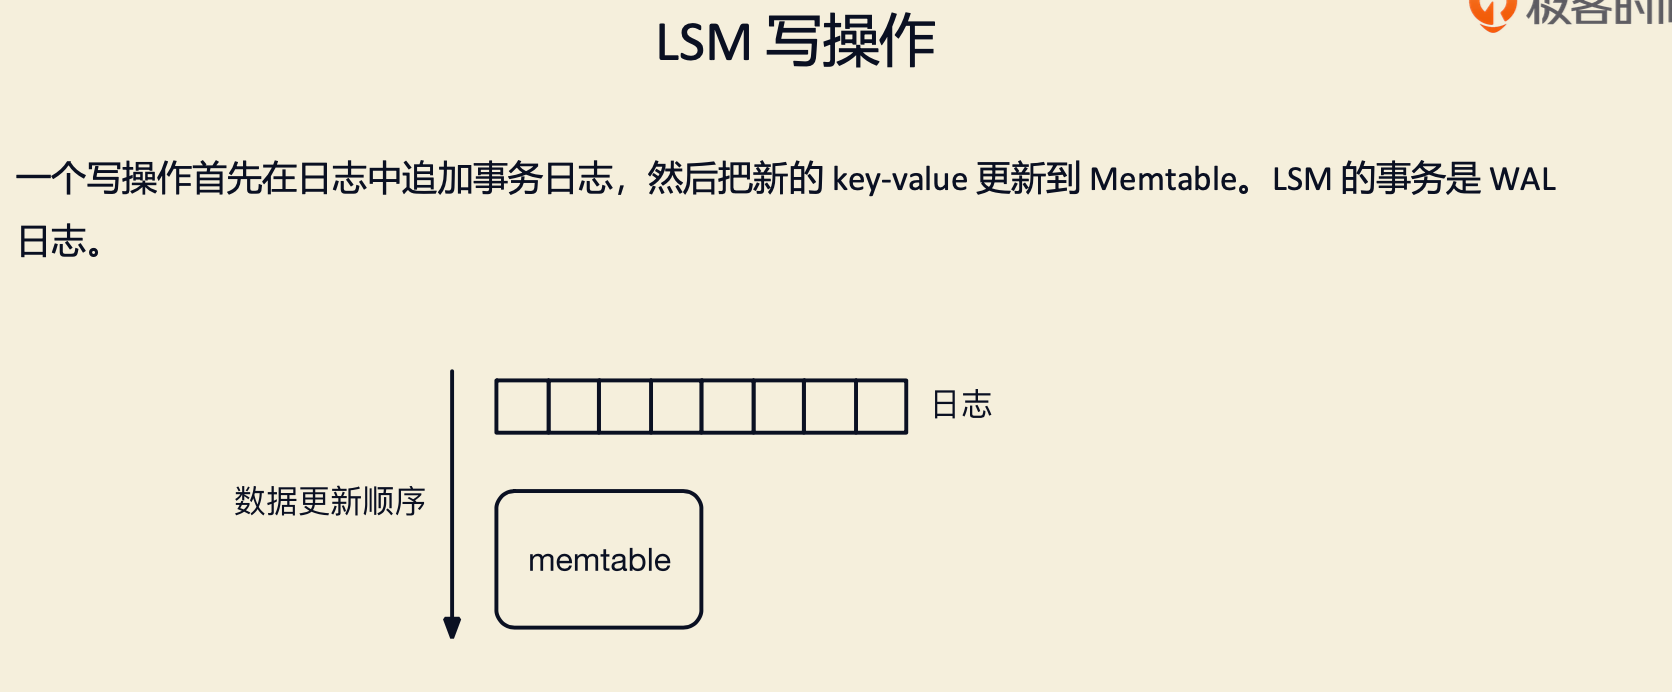 LSM 写操作
一个写操作首先在日志中追加事务日志，然后把新的 key-value 更新到 Memtable。LSM 的事务是 WAL
日志。
日志
数据更新顺序
memtable